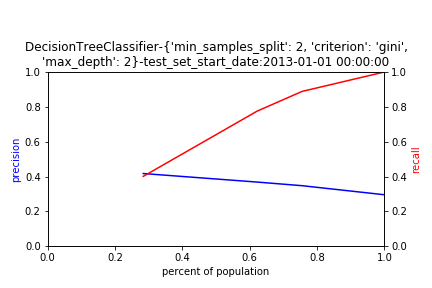 DecisionTreeClassifier-{'min_samples_split': 2, 'criterion': 'gini',
'max_depth': 2}-test_set_start_date:2013-01-01 00:00:00
1.0
0.8
0.6
0.4
0.2
0.0
precision
1.0
0.8
0.6
0.4
0.2
0.0
recall
0.0 0.2 0.4 0.6 0.8 1.0
percent of population